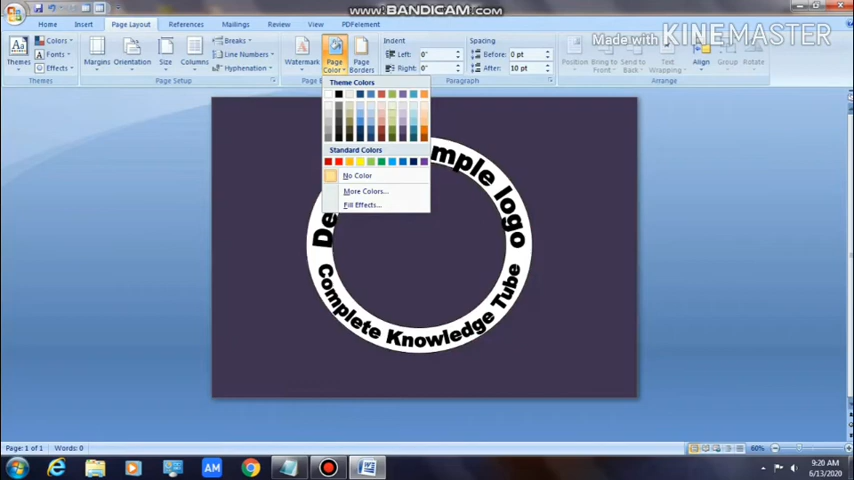 www.BANDICAM.com
Made with KINEMASTER
Home Insert Page Layout References Mailings Review View PDFelement
Themes
Colors
Fonts
Effects
Themes
Margins
Orientation
Size
Columns
Breaks
Line Numbers
Hyphenation
Page Setup
Watermark
Page Color
Page Borders
Indent
Left: 0"
Right: 0"
Spacing
Before: 0 pt
After: 10 pt
Paragraph
Position
Bring to Front
Send to Back
Text Wrapping
Align
Group
Rotate
Theme Colors
Standard Colors
No Color
More Colors...
Fill Effects...
mple logo
Complete Knowledge Tube
Page: 1 of 1 Words: 0
60%
AM
9:20 AM
6/13/2020